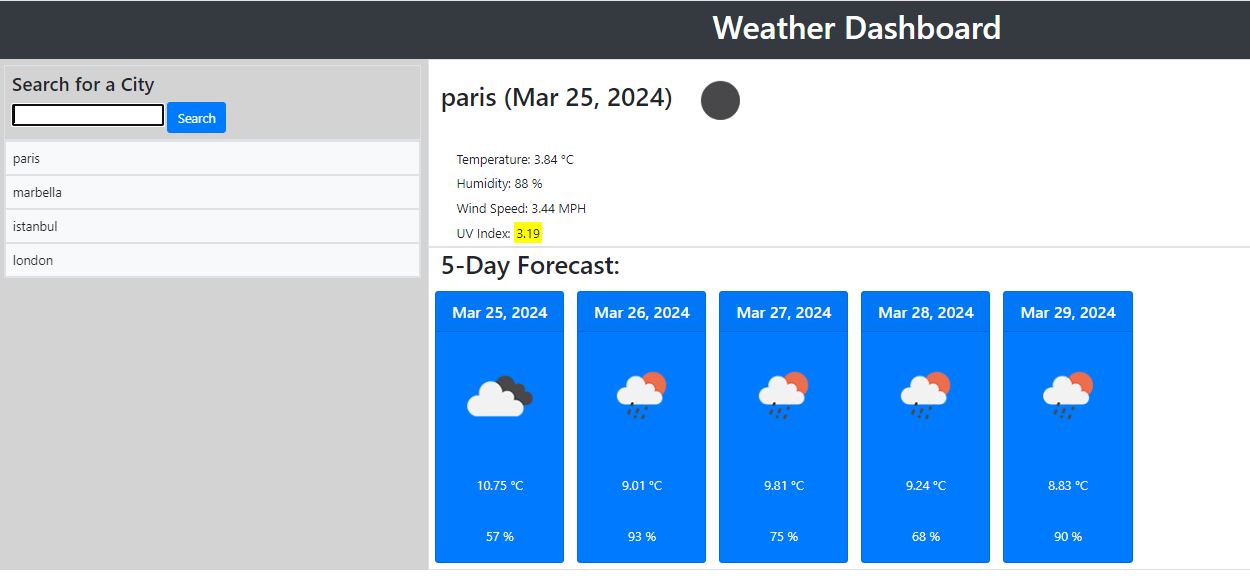 Weather Dashboard
Search for a City
Search
paris
marbella
istanbul
london
paris (Mar 25, 2024)
Temperature: 3.84 °C
Humidity: 88 %
Wind Speed: 3.44 MPH
UV Index: 3.19
5-Day Forecast:
Mar 25, 2024
10.75 °C
57 %
Mar 26, 2024
9.01 °C
93 %
Mar 27, 2024
9.81 °C
75 %
Mar 28, 2024
9.24 °C
68 %
Mar 29, 2024
8.83 °C
90 %